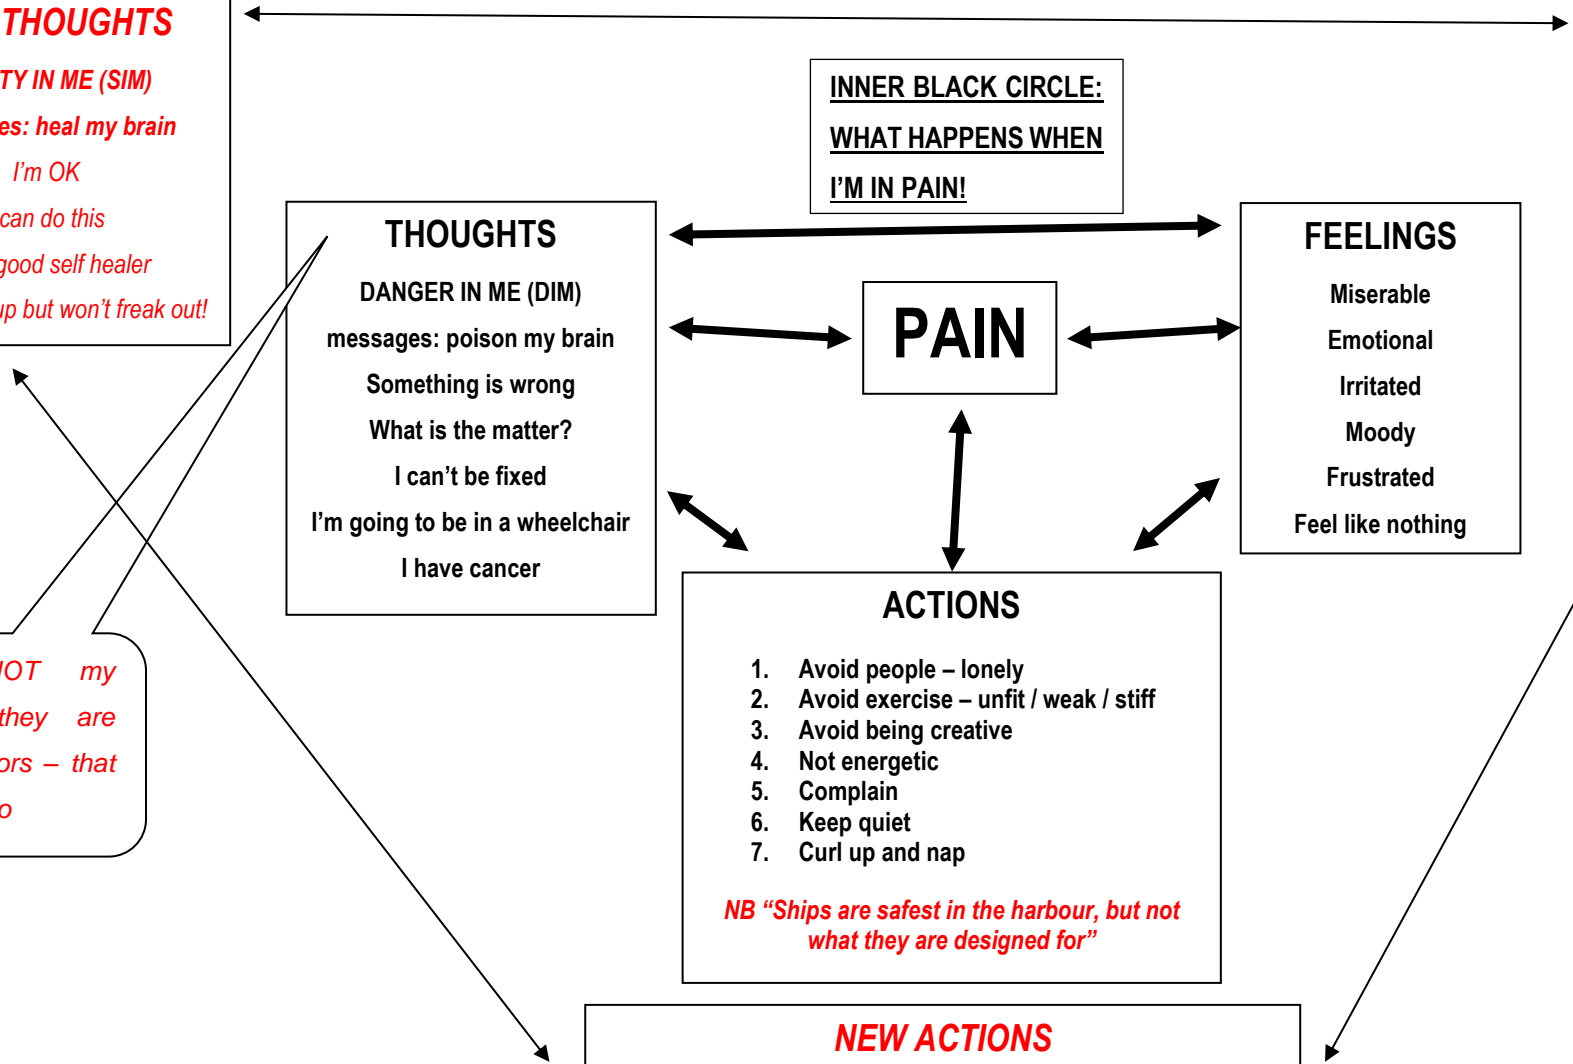 THOUGHTS
TY IN ME (SIM)
es: heal my brain
I'm OK
can do this
good self healer
up but won't freak out!
INNER BLACK CIRCLE:
WHAT HAPPENS WHEN
I'M IN PAIN!
THOUGHTS
DANGER IN ME (DIM)
messages: poison my brain
Something is wrong
What is the matter?
I can't be fixed
I'm going to be in a wheelchair
I have cancer
PAIN
FEELINGS
Miserable
Emotional
Irritated
Moody
Frustrated
Feel like nothing
OT my
they are
ors – that
o
ACTIONS
1. Avoid people – lonely
2. Avoid exercise – unfit / weak / stiff
3. Avoid being creative
4. Not energetic
5. Complain
6. Keep quiet
7. Curl up and nap
NB “Ships are safest in the harbour, but not
what they are designed for”
NEW ACTIONS